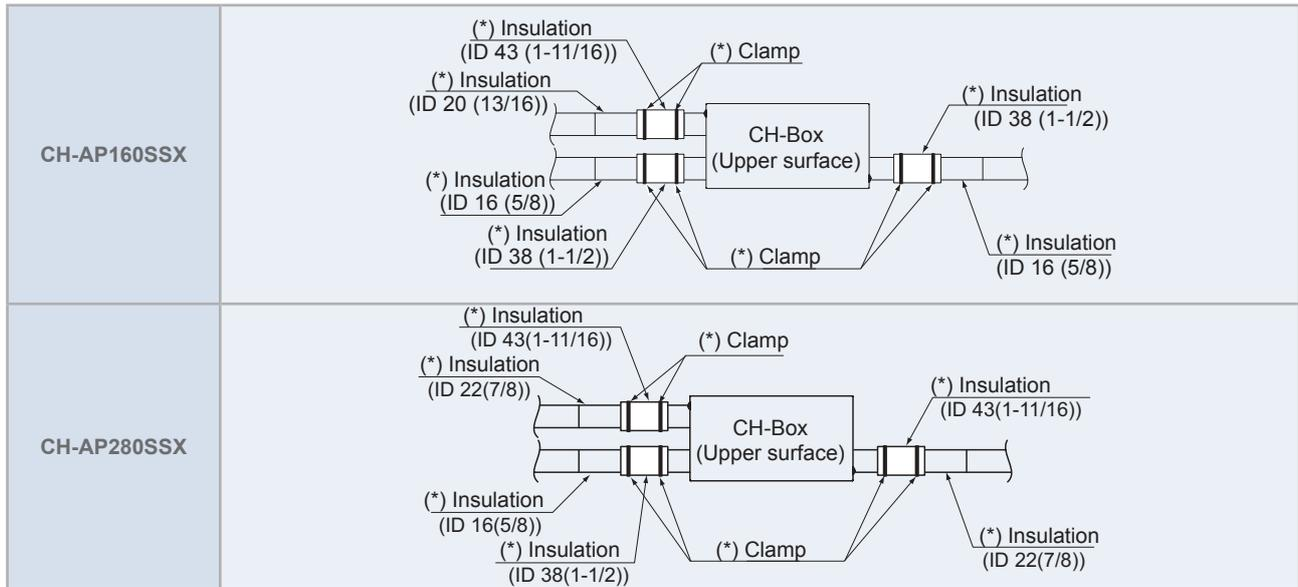 CH-AP160SSX
(*) Insulation
(ID 43 (1-11/16))
(*) Clamp
(*) Insulation
(ID 20 (13/16))
(*) Insulation
(ID 38 (1-1/2))
CH-Box
(Upper surface)
(*) Insulation
(ID 16 (5/8))
(*) Insulation
(ID 38 (1-1/2))
(*) Clamp
(*) Insulation
(ID 16 (5/8))
CH-AP280SSX
(*) Insulation
(ID 43(1-11/16))
(*) Clamp
(*) Insulation
(ID 22(7/8))
(*) Insulation
(ID 43(1-11/16))
CH-Box
(Upper surface)
(*) Insulation
(ID 16(5/8))
(*) Insulation
(ID 38(1-1/2))
(*) Clamp
(*) Insulation
(ID 22(7/8))